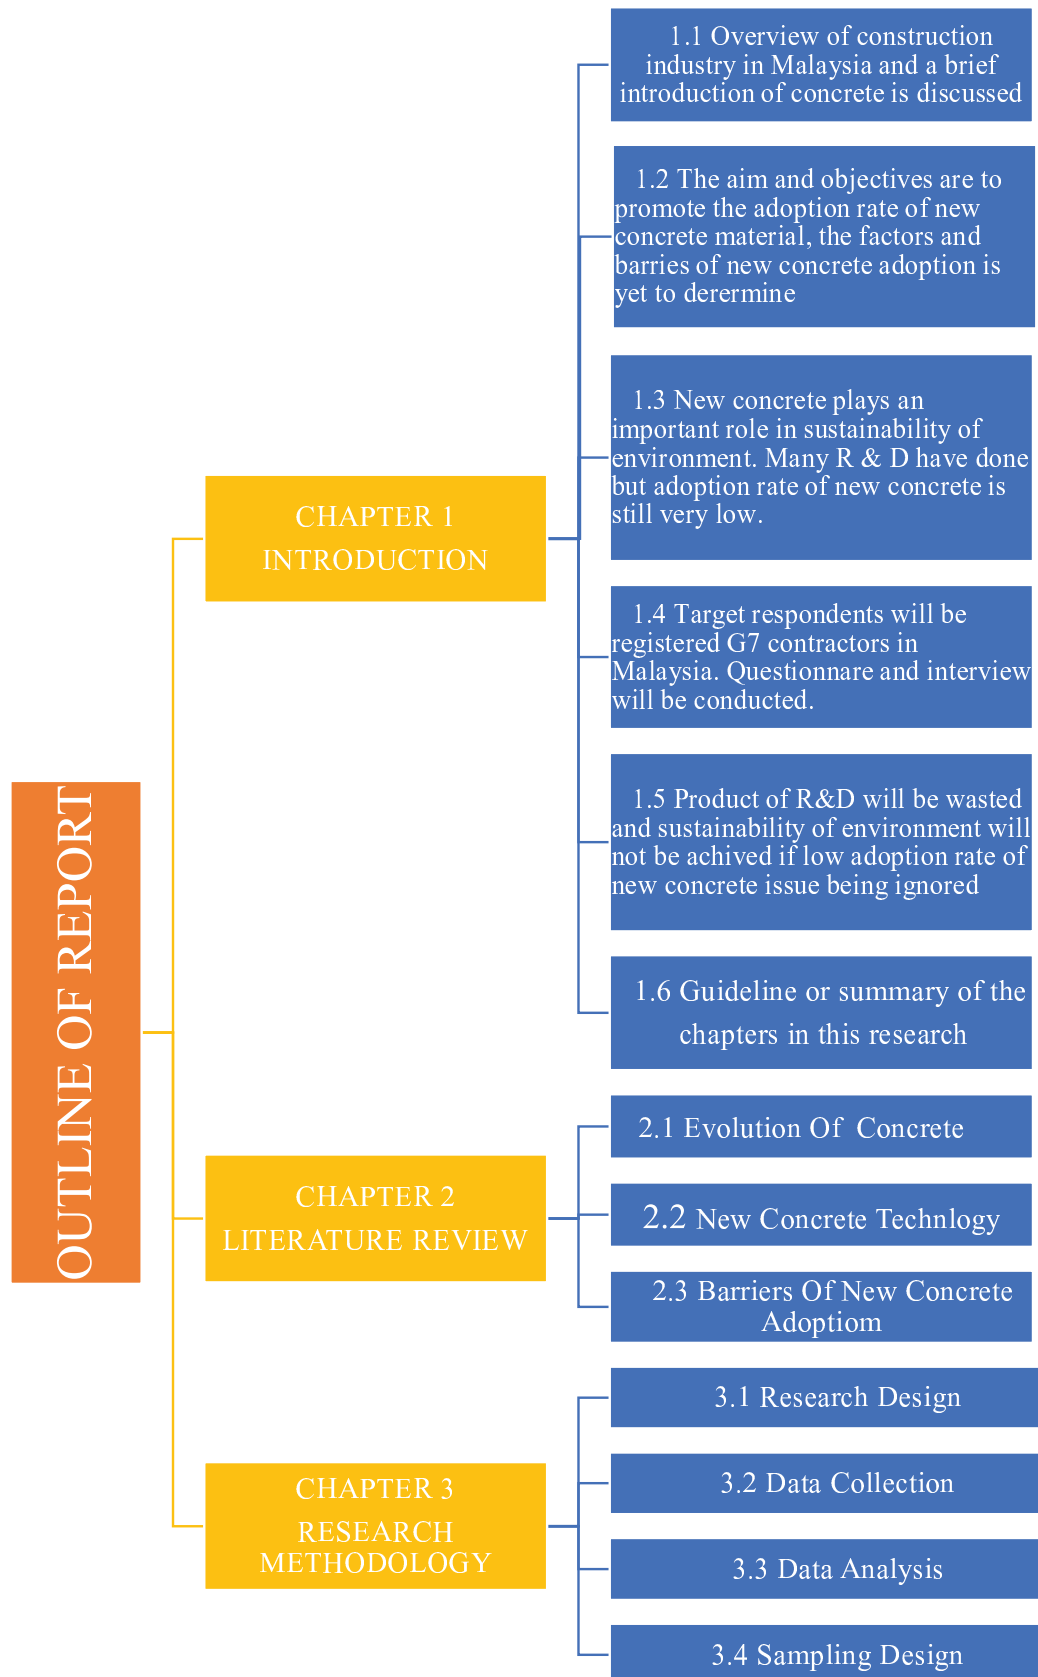 OUTLINE OF REPORT
CHAPTER 1
INTRODUCTION
1.1 Overview of construction
industry in Malaysia and a brief
introduction of concrete is discussed
1.2 The aim and objectives are to
promote the adoption rate of new
concrete material, the factors and
barries of new concrete adoption is
yet to derermine
1.3 New concrete plays an
important role in sustainability of
environment. Many R & D have done
but adoption rate of new concrete is
still very low.
1.4 Target respondents will be
registered G7 contractors in
Malaysia. Questionnare and interview
will be conducted.
1.5 Product of R&D will be wasted
and sustainability of environment will
not be achived if low adoption rate of
new concrete issue being ignored
1.6 Guideline or summary of the
chapters in this research
CHAPTER 2
LITERATURE REVIEW
2.1 Evolution Of  Concrete
2.2 New Concrete Technlogy
2.3 Barriers Of New Concrete
Adoptiom
CHAPTER 3
RESEARCH
METHODOLOGY
3.1 Research Design
3.2 Data Collection
3.3 Data Analysis
3.4 Sampling Design